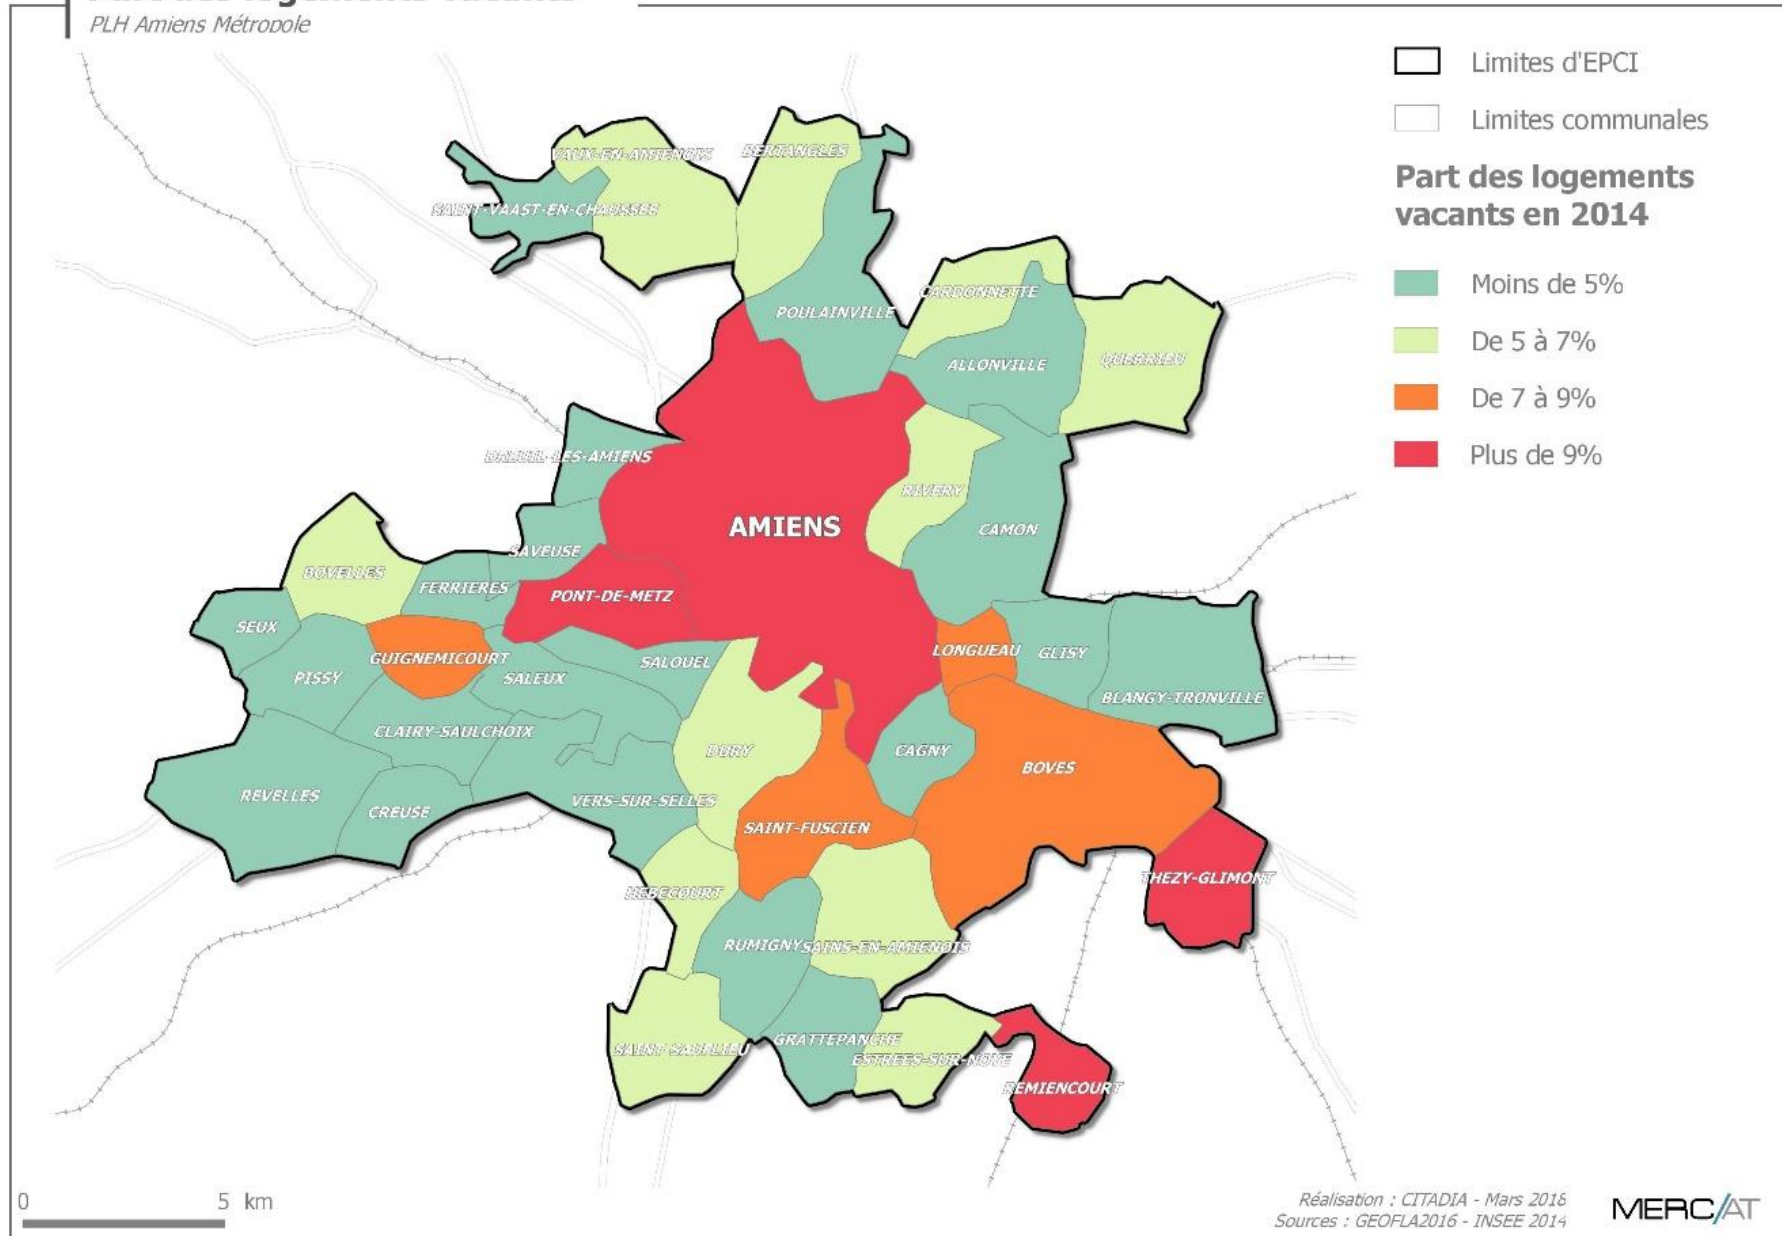 PLH Amiens Métropole
Limites d'EPCI
Limites communales
Part des logements
vacants en 2014
Moins de 5%
De 5 à 7%
De 7 à 9%
Plus de 9%
VAUX-EN-AMIENOIS
BERTANGLES
SAINT-VAAST-EN-CHAUSSEE
CARDONNETTE
POULAINVILLE
ALLONVILLE
QUERRIEU
DREUIL-LES-AMIENS
RIVERY
AMIENS
CAMON
SAVEUSE
BOVELLES
FERRIERES
PONT-DE-METZ
SEUX
GUIGNEMICOURT
SALOUEL
LONGUEAU
GLISY
PISSY
SALEUX
BLANGY-TRONVILLE
CLAIRY-SAULCHOIX
DURY
CAGNY
BOVES
REVELLES
CREUSE
VERS-SUR-SELLES
SAINT-FUSCIEN
THEZY-GLIMONT
HEBECOURT
RUMIGNY
SAINS-EN-AMIENOIS
SAINT-SAUFLIEU
GRATTEPANCHE
ESTREES-SUR-NOYE
REMIENCOURT
0 5 km
Réalisation : CITADIA - Mars 2018
Sources : GEOFLA2016 - INSEE 2014
MERC/AT